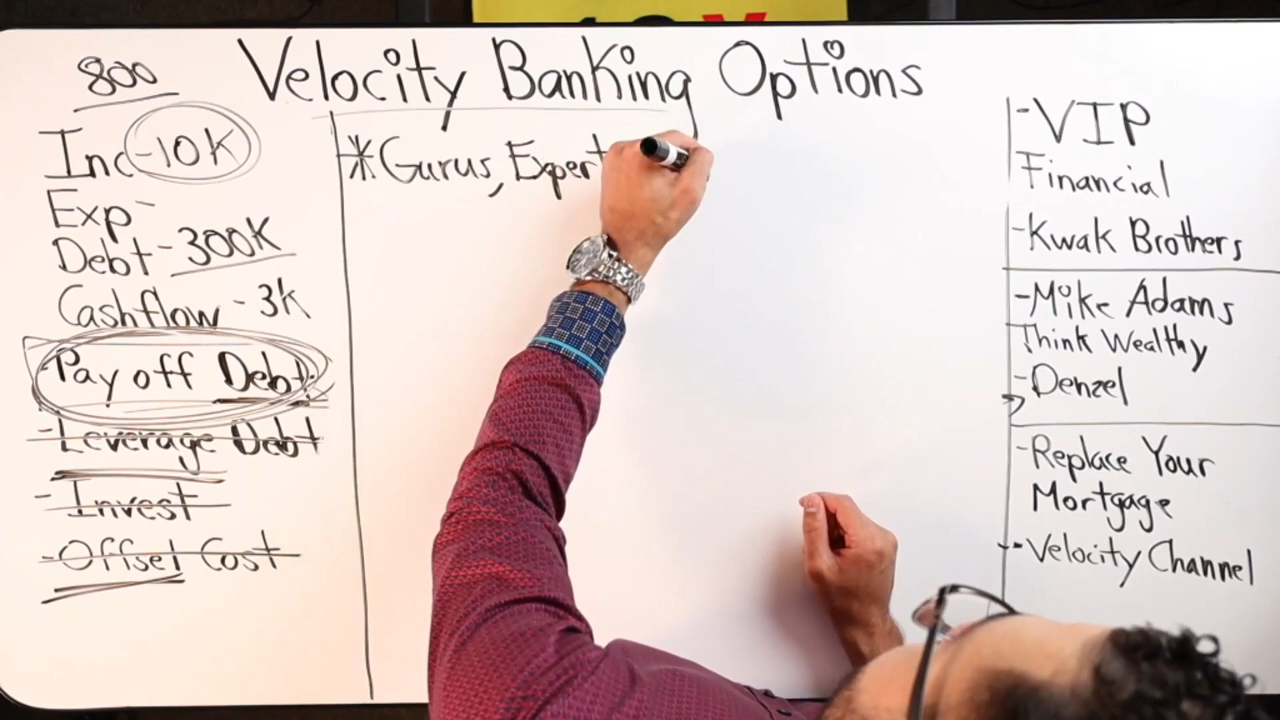 800
Velocity Banking Options
Inc-10K
Exp-
Debt-300K
Cashflow - 3K
Pay off Debt
-Leverage Debt
-Invest
-Offset Cost
*Gurus, Expert
-VIP
Financial
-Kwak Brothers
-Mike Adams
Think Wealthy
-Denzel
-Replace Your
Mortgage
-Velocity Channel